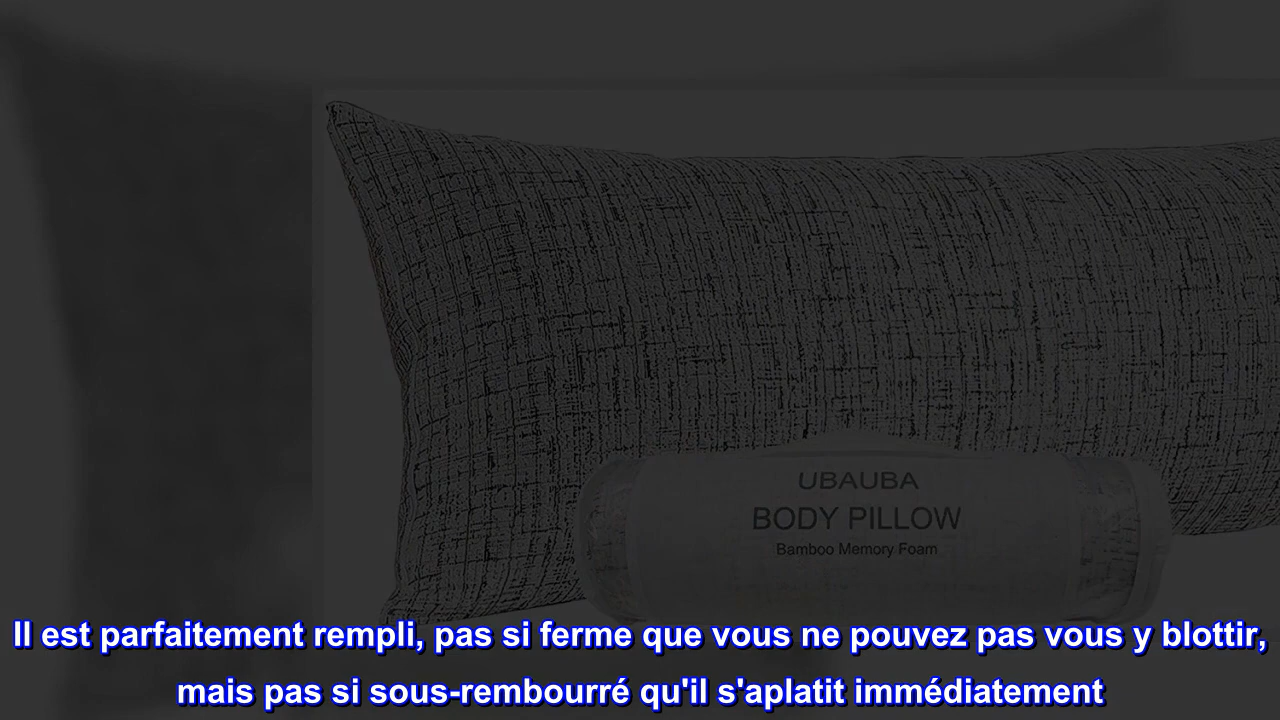 UBAUBA
BODY PILLOW
Bamboo Memory Foam
Il est parfaitement rempli, pas si ferme que vous ne pouvez pas vous y blottir,
mais pas si sous-rembourré qu'il s'aplatit immédiatement